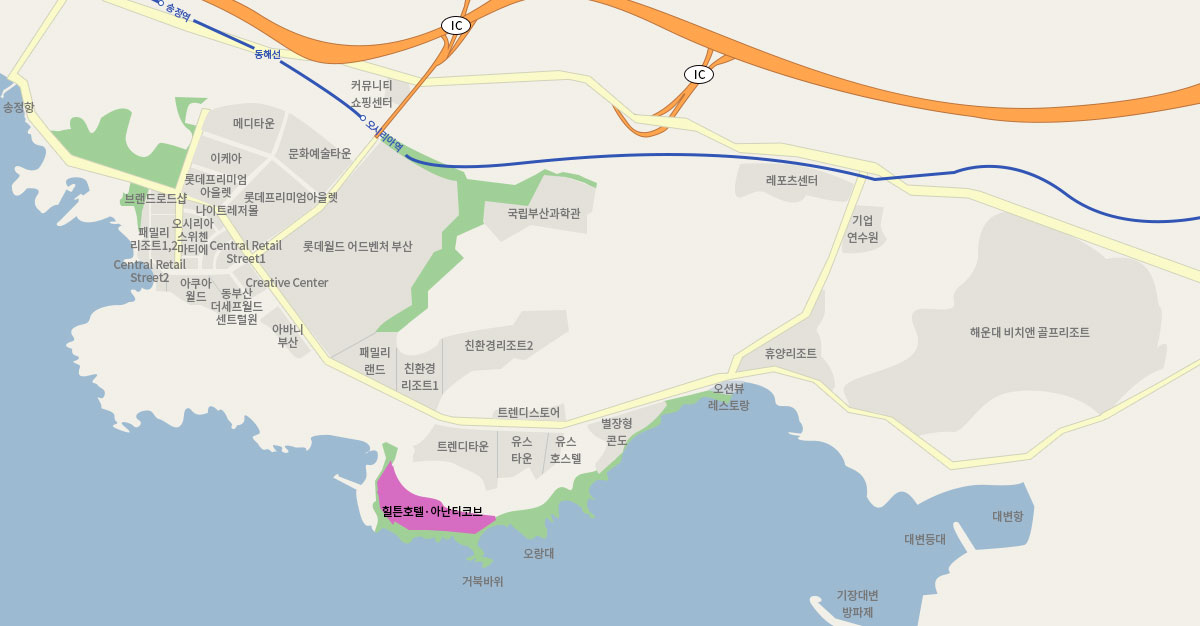 송정역
IC
동해선
IC
커뮤니티
쇼핑센터
송정항
오시리아역
메디타운
문화예술타운
이케아
롯데프리미엄
아울렛
레포츠센터
브랜드로드샵
롯데프리미엄아울렛
나이트레저몰
국립부산과학관
오시리아
스위첸
마티에
기업
연수원
패밀리
리조트1,2
Central Retail
Street1
롯데월드 어드벤처 부산
Central Retail
Street2
아쿠아
월드
Creative Center
동부산
더세프월드
센트럴원
아바니
부산
해운대 비치앤 골프리조트
친환경리조트2
패밀리
랜드
휴양리조트
친환경
리조트1
오션뷰
레스토랑
트렌디스토어
별장형
콘도
트렌디타운
유스
타운
유스
호스텔
힐튼호텔·아난티코브
대변항
대변등대
오랑대
거북바위
기장대변
방파제